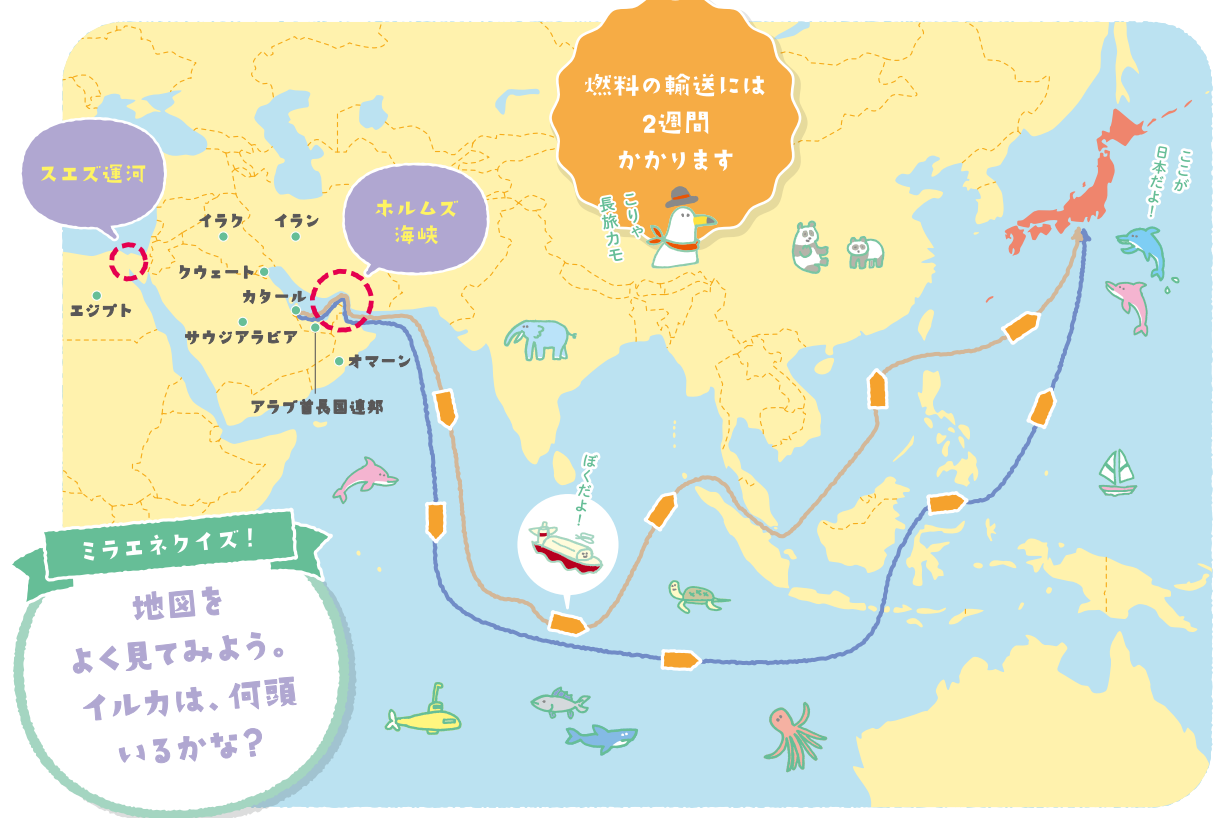 燃料の輸送には
2週間
かかります
こりゃ
長旅カモ
スエズ運河
ホルムズ
海峡
イラク
イラン
クウェート
カタール
エジプト
サウジアラビア
オマーン
アラブ首長国連邦
ここが
日本だよ!
ぼくだよ!
ミラエネクイズ!
地図を
よく見てみよう。
イルカは、何頭
いるかな?